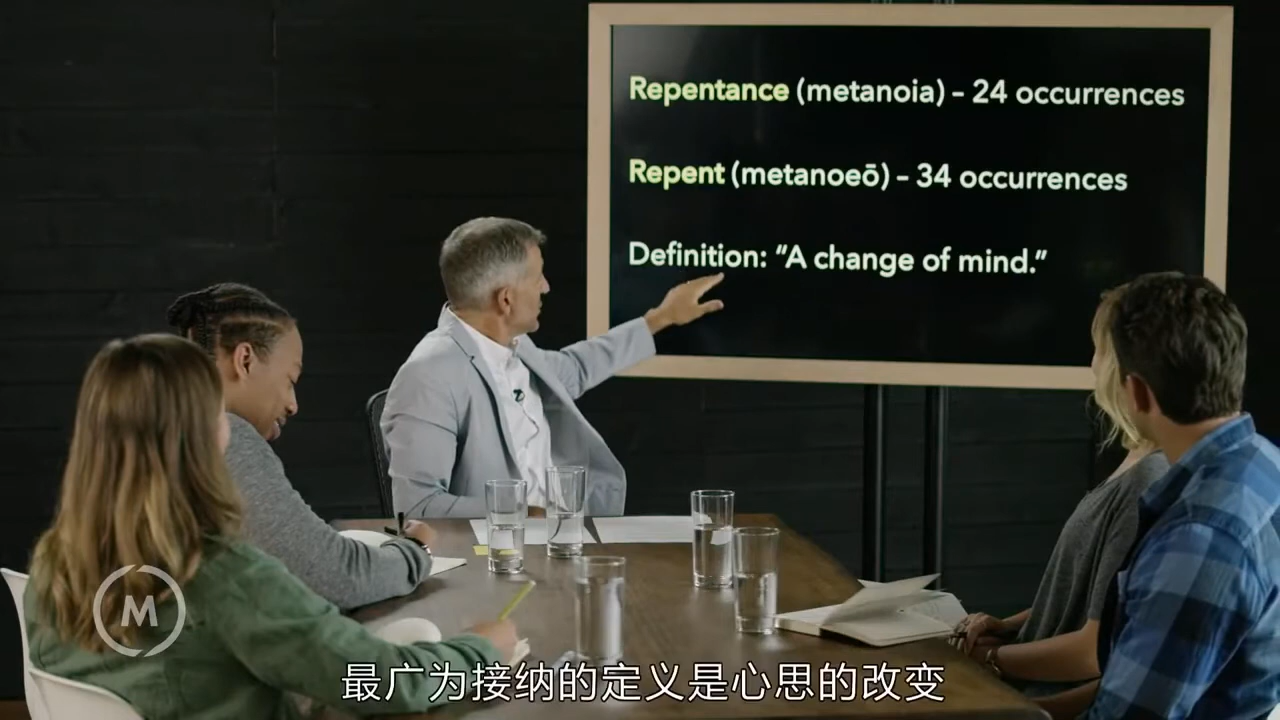 Repentance (metanoia) – 24 occurrences
Repent (metanoeō) – 34 occurrences
Definition: “A change of mind.”
M
最广为接纳的定义是心思的改变